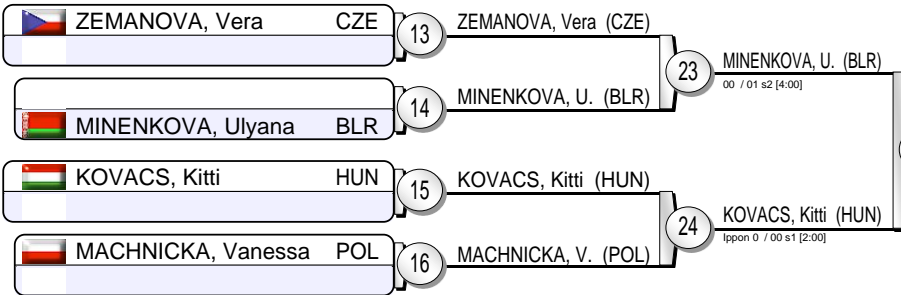 ZEMANOVA, Vera CZE
13
ZEMANOVA, Vera (CZE)
23
MINENKOVA, U. (BLR)
00 / 01 s2 [4:00]
14
MINENKOVA, U. (BLR)
MINENKOVA, Ulyana BLR
KOVACS, Kitti HUN
15
KOVACS, Kitti (HUN)
24
KOVACS, Kitti (HUN)
Ippon 0 / 00 s1 [2:00]
MACHNICKA, Vanessa POL
16
MACHNICKA, V. (POL)